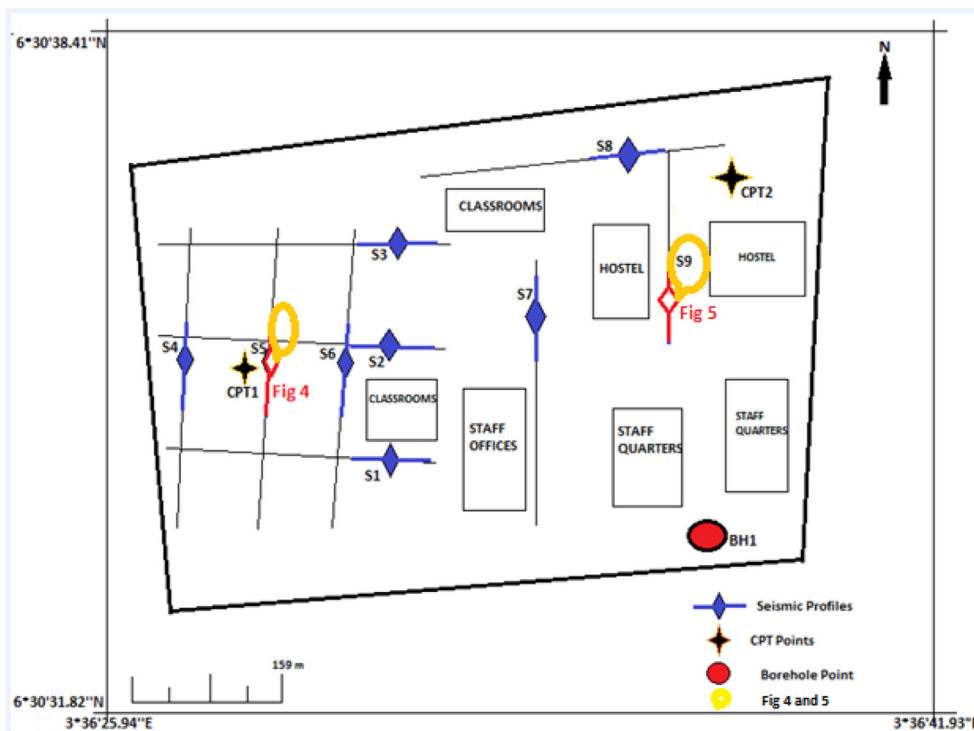 6°30'38.41''N
N
S8
CPT2
CLASSROOMS
S3
HOSTEL
S9
HOSTEL
S7
Fig 5
S4
S5
S6
S2
CPT1
Fig 4
CLASSROOMS
STAFF
OFFICES
STAFF
QUARTERS
STAFF
QUARTERS
S1
BH1
Seismic Profiles
CPT Points
Borehole Point
Fig 4 and 5
159 m
6°30'31.82''N
3°36'25.94''E
3°36'41.93''E